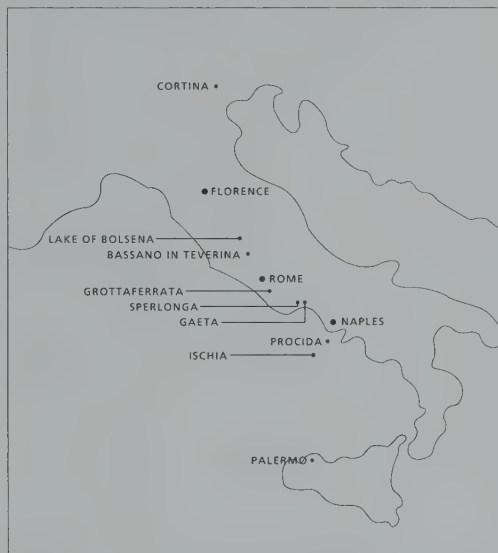 CORTINA
FLORENCE
LAKE OF BOLSENA
BASSANO IN TEVERINA
ROME
GROTTAFERRATA
SPERLONGA
GAETA
NAPLES
PROCIDA
ISCHIA
PALERMO